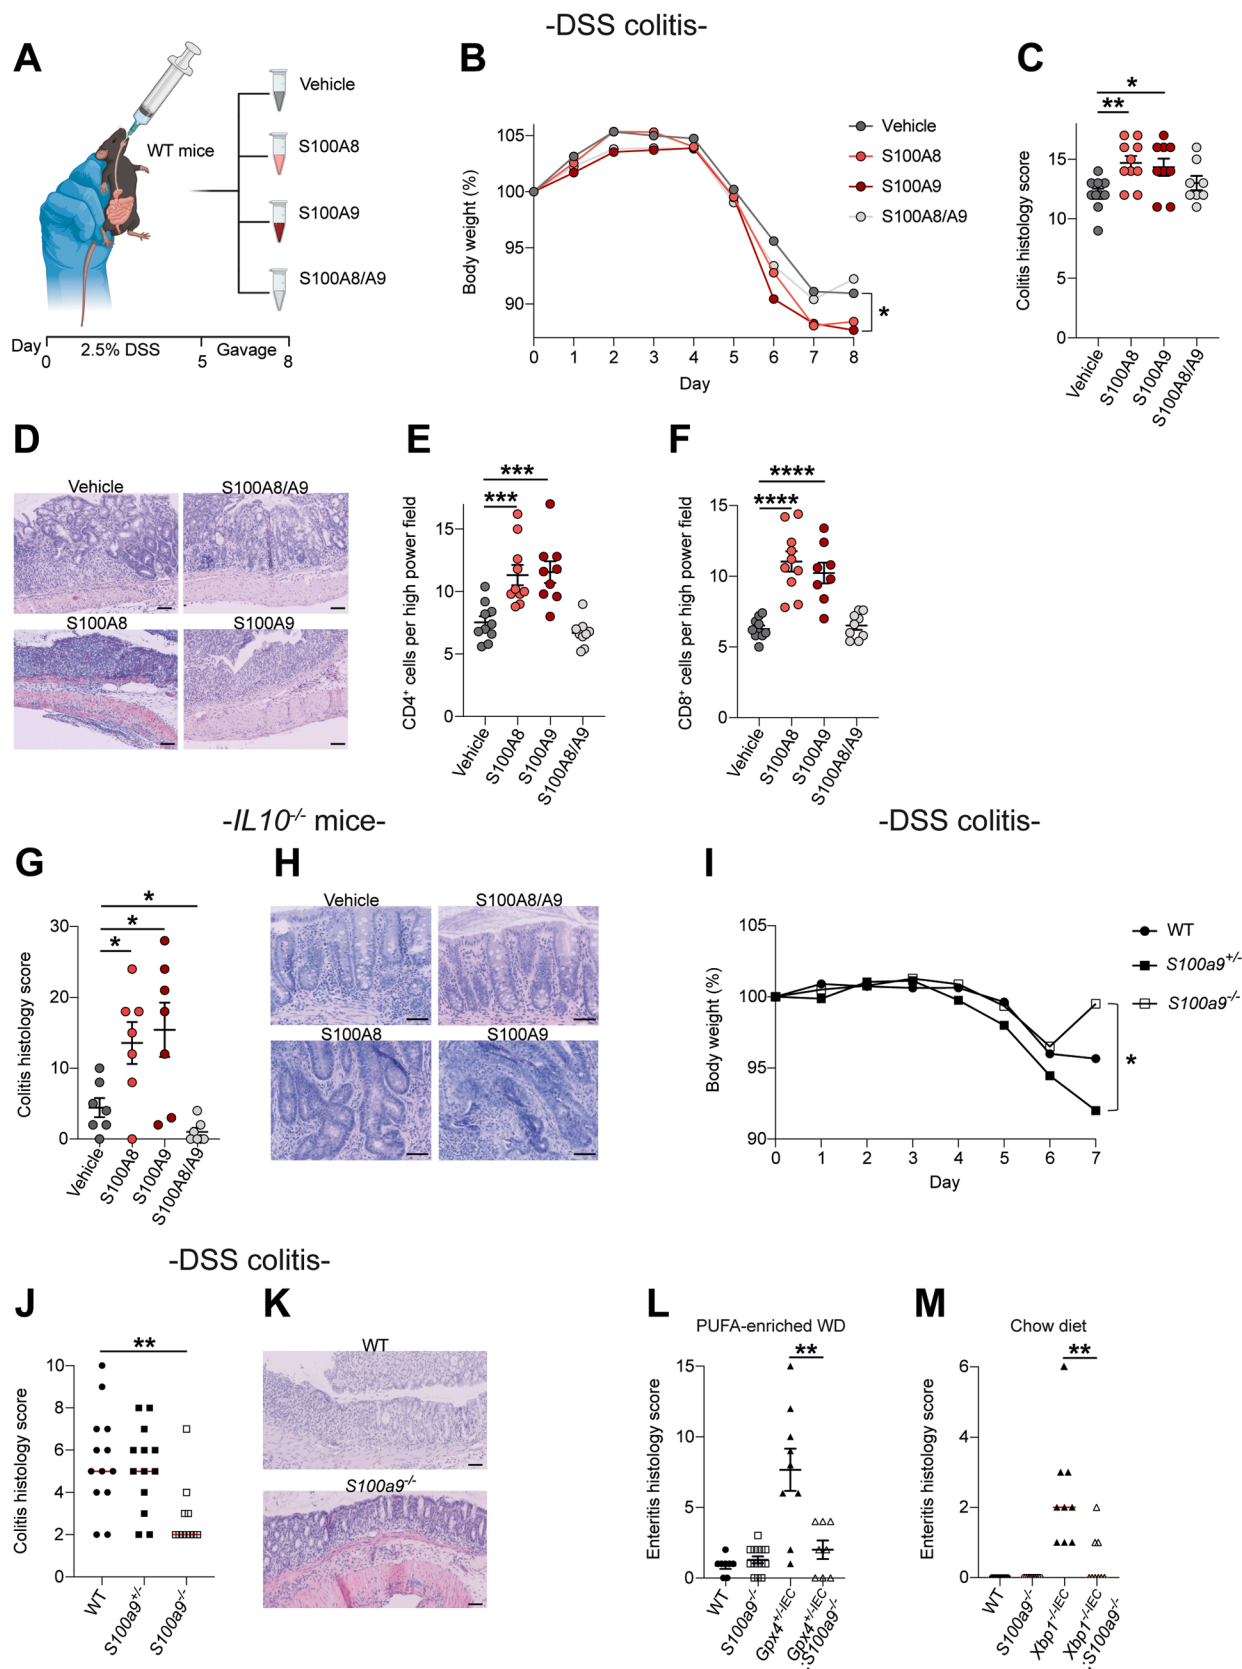 -DSS colitis-
A
Vehicle
WT mice
S100A8
S100A9
S100A8/A9
Day
0
2.5% DSS
5
Gavage
8
B
Body weight (%)
105
100
95
90
0 1 2 3 4 5 6 7 8
Day
Vehicle
S100A8
S100A9
S100A8/A9
*
C
Colitis histology score
*
**
15
10
5
0
Vehicle
S100A8
S100A9
S100A8/A9
D
Vehicle
S100A8/A9
S100A8
S100A9
E
CD4⁺ cells per high power field
***
***
15
10
5
0
Vehicle
S100A8
S100A9
S100A8/A9
F
CD8⁺ cells per high power field
****
****
15
10
5
0
Vehicle
S100A8
S100A9
S100A8/A9
-IL10⁻/⁻ mice-
G
Colitis histology score
*
*
*
30
20
10
0
Vehicle
S100A8
S100A9
S100A8/A9
H
Vehicle
S100A8/A9
S100A8
S100A9
-DSS colitis-
I
Body weight (%)
105
100
95
90
0 1 2 3 4 5 6 7
Day
WT
S100a9⁺/⁻
S100a9⁻/⁻
*
-DSS colitis-
J
Colitis histology score
**
10
8
6
4
2
0
WT
S100a9⁺/⁻
S100a9⁻/⁻
K
WT
S100a9⁻/⁻
L
PUFA-enriched WD
Enteritis histology score
**
15
10
5
0
WT
S100a9⁻/⁻
Gpx4⁺/⁻IEC
Gpx4⁺/⁻IEC
;S100a9⁻/⁻
M
Chow diet
Enteritis histology score
**
6
4
2
0
WT
S100a9⁻/⁻
Xbp1⁻/⁻IEC
Xbp1⁻/⁻IEC
;S100a9⁻/⁻